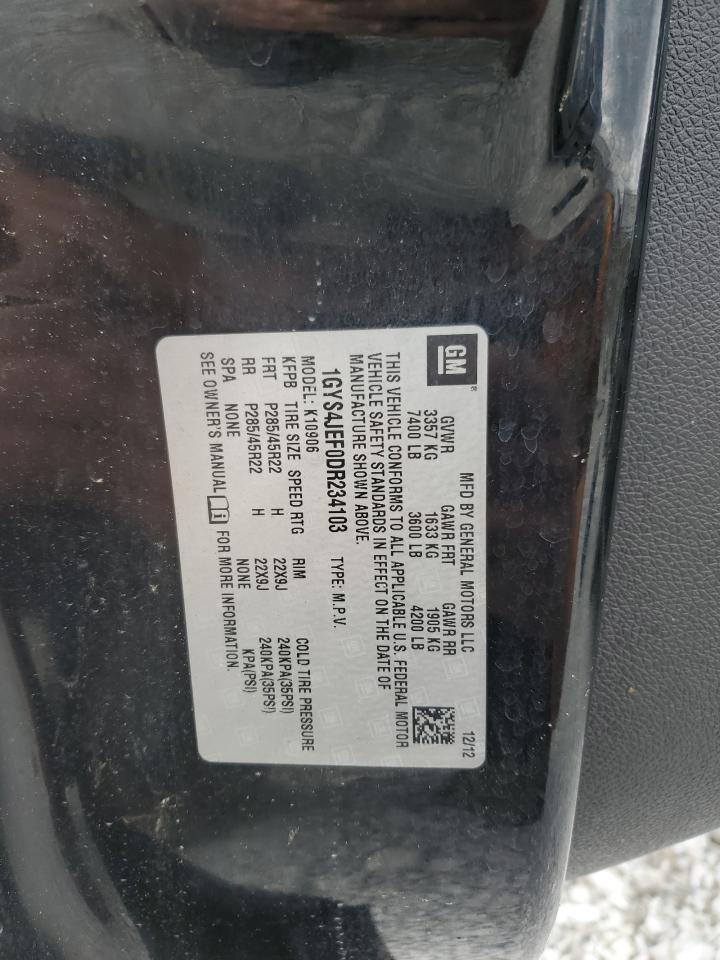 GM ®
MFD BY GENERAL MOTORS LLC 12/12
GVWR GAWR FRT GAWR RR
3357 KG 1633 KG 1905 KG
7400 LB 3600 LB 4200 LB
THIS VEHICLE CONFORMS TO ALL APPLICABLE U.S. FEDERAL MOTOR
VEHICLE SAFETY STANDARDS IN EFFECT ON THE DATE OF
MANUFACTURE SHOWN ABOVE.
1GYS4JEF0DR234103 TYPE: M.P.V.
MODEL: K10906
KFPB TIRE SIZE SPEED RTG RIM COLD TIRE PRESSURE
FRT P285/45R22 H 22X9J 240KPA(35PSI)
RR P285/45R22 H 22X9J 240KPA(35PSI)
SPA NONE NONE KPA(PSI)
SEE OWNER'S MANUAL FOR MORE INFORMATION.